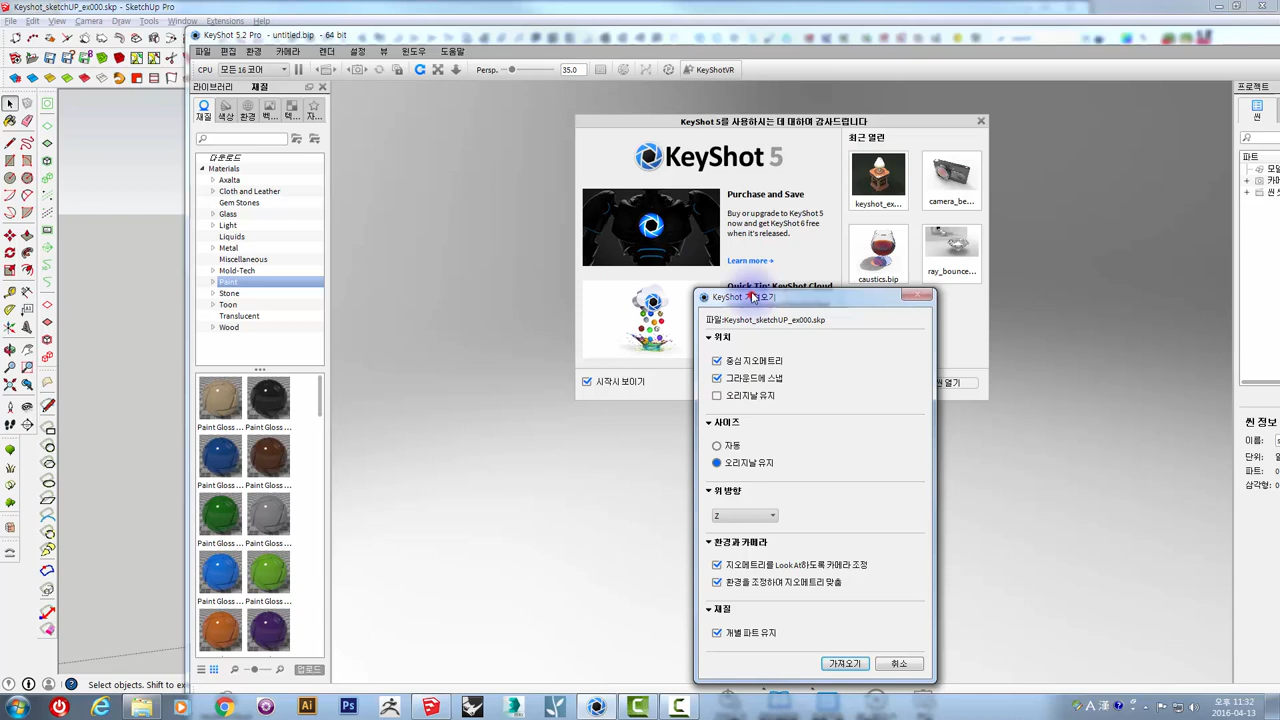 Keyshot_sketchUP_ex000.skp - SketchUp Pro
File Edit View Camera Draw Tools Window Extensions
KeyShot 5.2 Pro - untitled.bip - 64 bit
파일 편집 환경 카메라 렌더 설정 뷰 윈도우 도움말
CPU 모든 16 코어 Persp. 35.0 KeyShotVR
라이브러리 재질
재질 색상 환경 백... 텍... 자...
다운로드
Materials
Axalta
Cloth and Leather
Gem Stones
Glass
Light
Liquids
Metal
Miscellaneous
Mold-Tech
Paint
Stone
Toon
Translucent
Wood
Paint Gloss ... Paint Gloss ...
Paint Gloss ... Paint Gloss ...
Paint Gloss ... Paint Gloss ...
Paint Gloss ... Paint Gloss ...
업로드
KeyShot 5를 사용하시는 데 대하여 감사드립니다
KeyShot 5
Purchase and Save
Buy or upgrade to KeyShot 5
now and get KeyShot 6 free
when it's released.
Learn more →
Quick Tip: KeyShot Cloud
시작시 보이기
최근 열린
keyshot_ex... camera_be...
caustics.bip ray_bounce...
씬 열기
KeyShot
파일:Keyshot_sketchUP_ex000.skp
위치
중심 지오메트리
그라운드에 스냅
오리지날 유지
사이즈
자동
오리지날 유지
위 방향
Z
환경과 카메라
지오메트리를 Look At하도록 카메라 조정
환경을 조정하여 지오메트리 맞춤
재질
개별 파트 유지
가져오기 취소
프로젝트
씬
파트
모델
씬 정보
이름:
단위:
파트:
삼각형:
Select objects. Shift to ex
Ai Ps
A 漢
오후 11:32
2016-04-13